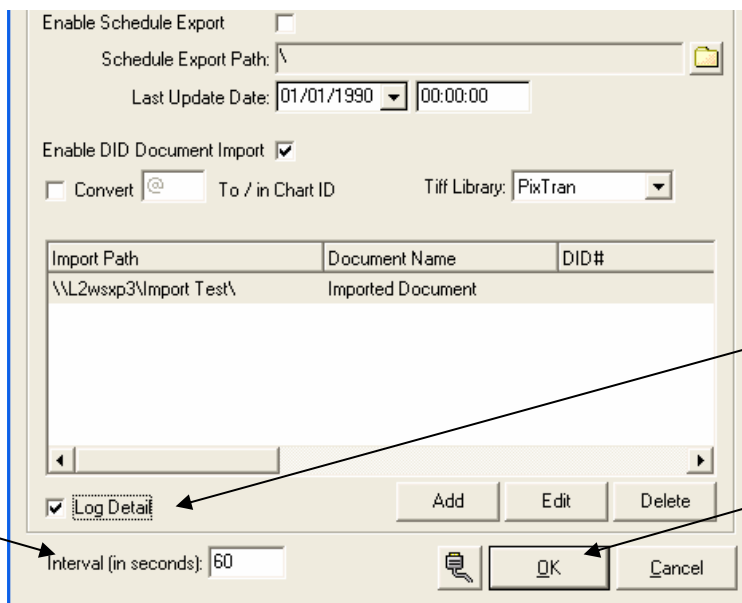 Enable Schedule Export
Schedule Export Path: \
Last Update Date: 01/01/1990 00:00:00
Enable DID Document Import
Convert @ To / in Chart ID Tiff Library: PixTran
Import Path Document Name DID#
\\L2wsxp3\Import Test\ Imported Document
Log Detail Add Edit Delete
Interval (in seconds): 60 OK Cancel